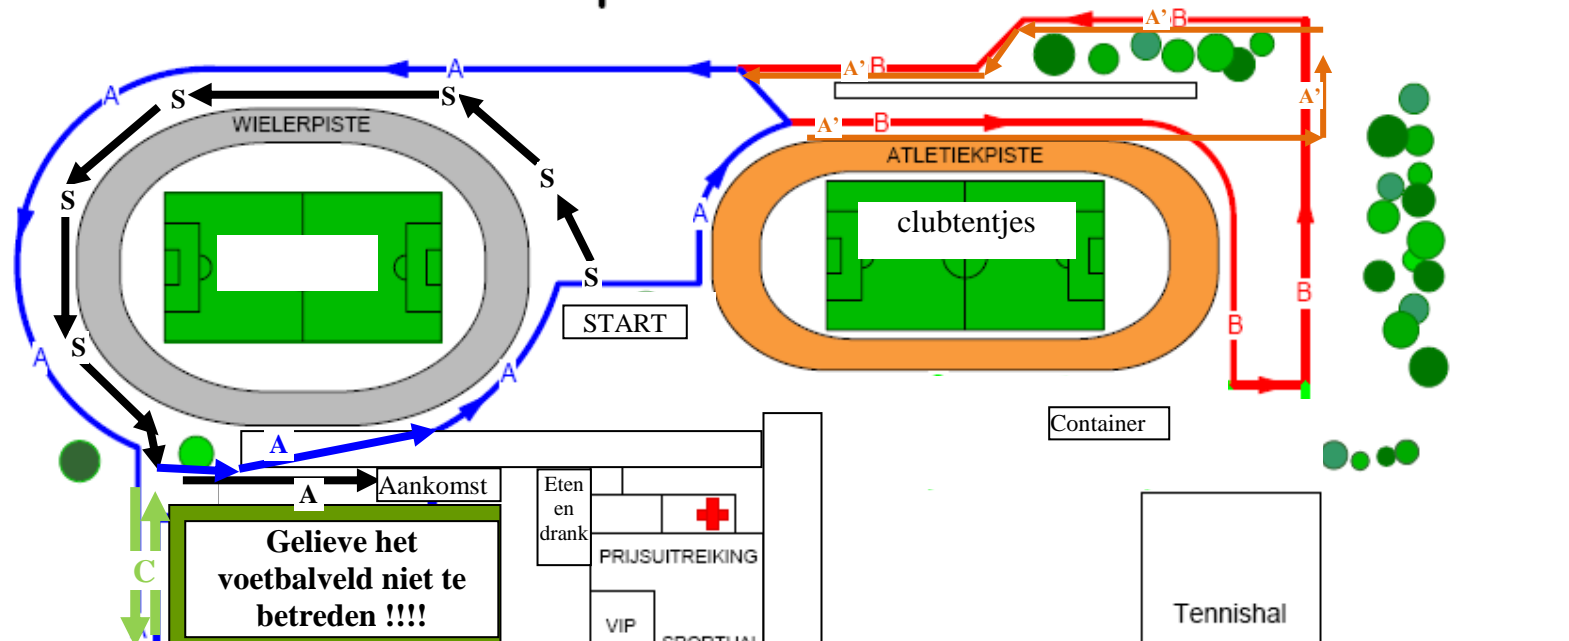 A'
B
A'
B
A
A
S
S
A'
WIELERPISTE
A'
B
ATLETIEKPISTE
S
S
A
clubtentjes
S
B
START
B
S
A
A
Container
A
Aankomst
A
Eten
en
drank
Gelieve het
voetbalveld niet te
betreden !!!!
PRIJSUITREIKING
C
Tennishal
VIP